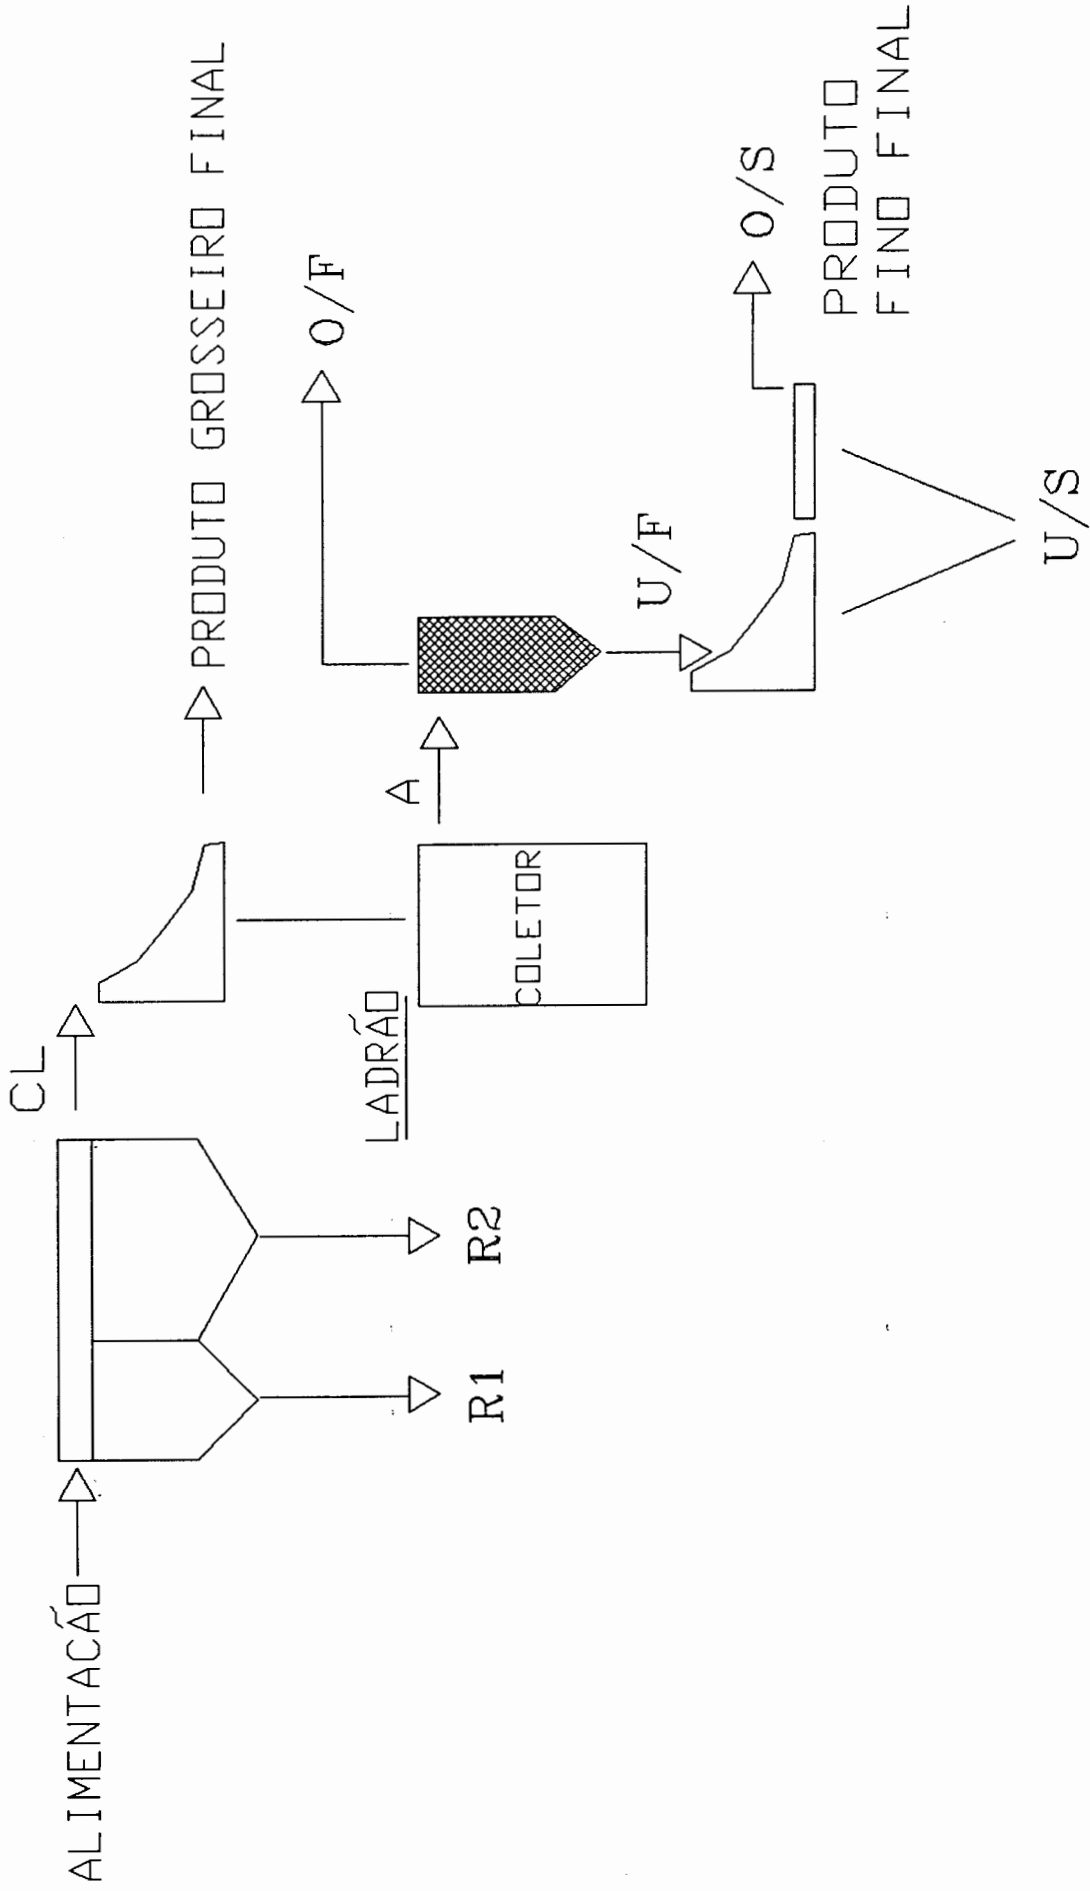 ALIMENTAÇÃO
CL
R1
R2
LADRÃO
COLETOR
PRODUTO GROSSEIRO FINAL
A
O/F
U/F
O/S
PRODUTO
FINO FINAL
U/S